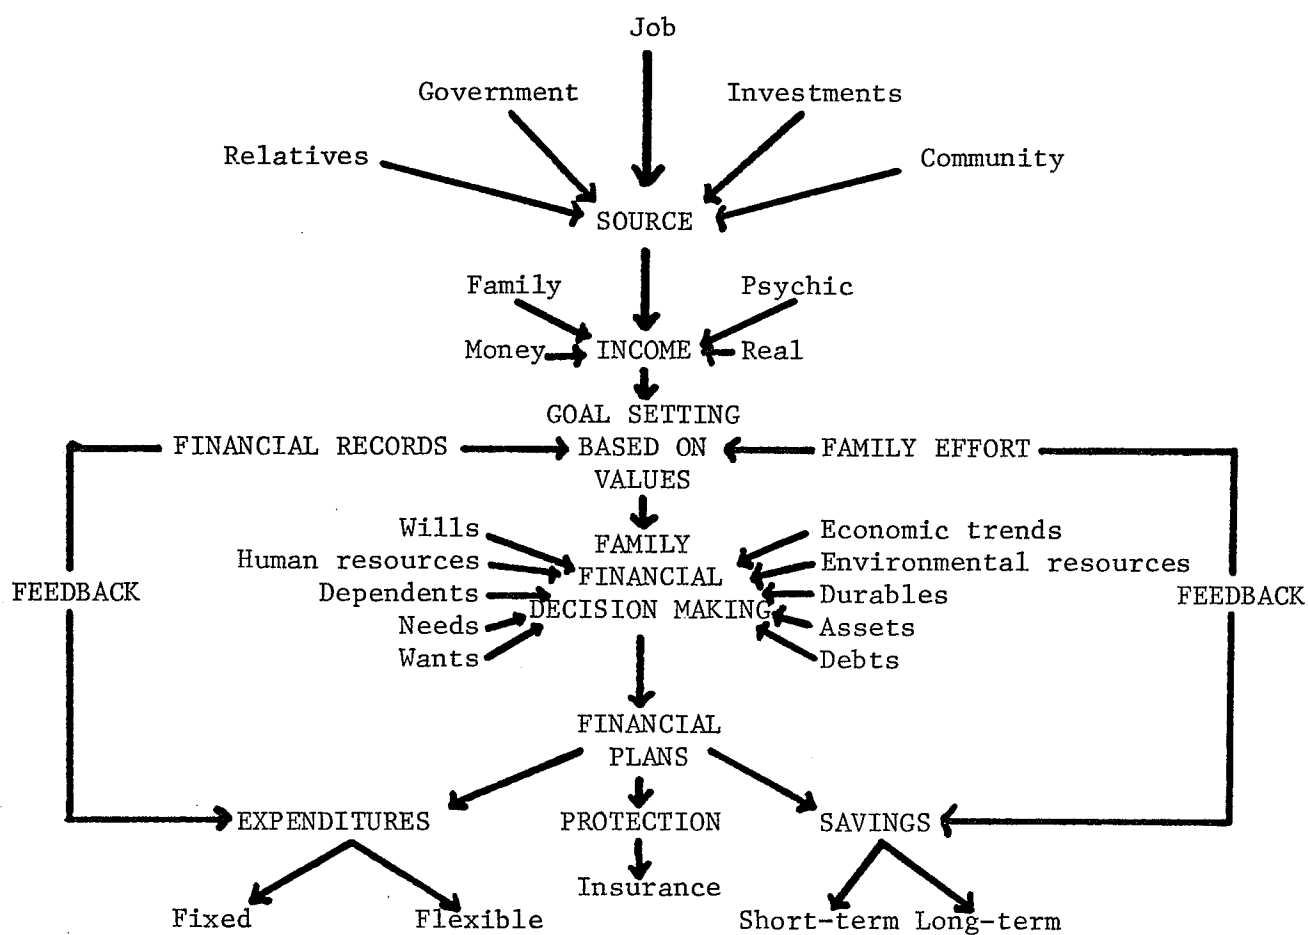 Job
Government Investments
Relatives Community
SOURCE
Family Psychic
Money INCOME Real
GOAL SETTING
FINANCIAL RECORDS BASED ON FAMILY EFFORT
VALUES
Wills Economic trends
FAMILY
Human resources Environmental resources
FINANCIAL
FEEDBACK Dependents Durables FEEDBACK
DECISION MAKING
Needs Assets
Wants Debts
FINANCIAL
PLANS
EXPENDITURES PROTECTION SAVINGS
Insurance
Fixed Flexible Short-term Long-term